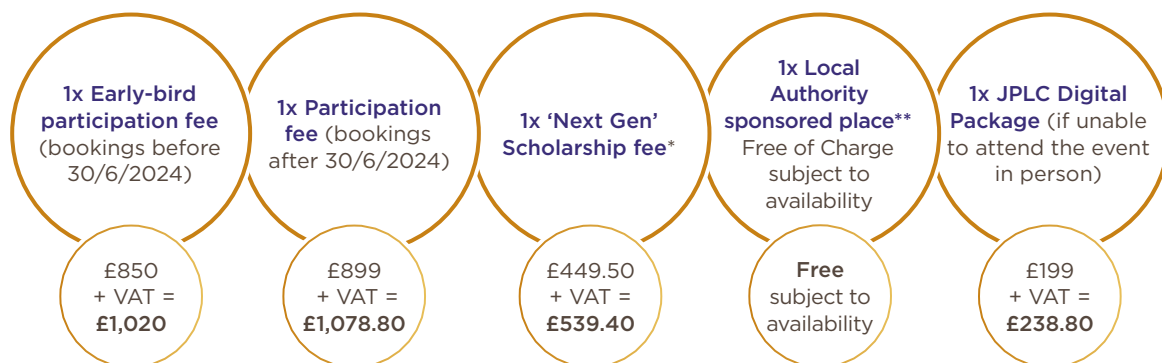 1x Early-bird
participation fee
(bookings before
30/6/2024)
£850
+ VAT =
£1,020
1x Participation
fee (bookings
after 30/6/2024)
£899
+ VAT =
£1,078.80
1x ‘Next Gen’
Scholarship fee*
£449.50
+ VAT =
£539.40
1x Local
Authority
sponsored place**
Free of Charge
subject to
availability
Free
subject to
availability
1x JPLC Digital
Package (if unable
to attend the event
in person)
£199
+ VAT =
£238.80